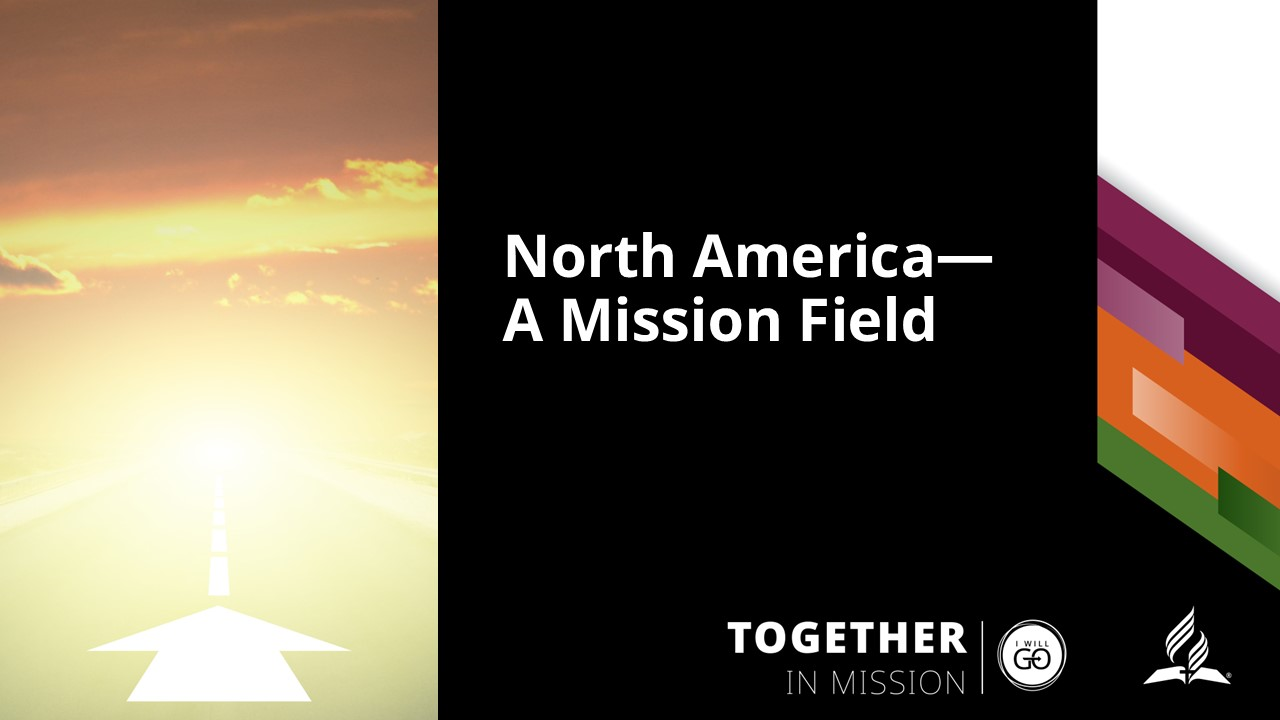 North America—
A Mission Field
TOGETHER
IN MISSION
I WILL
GO
®